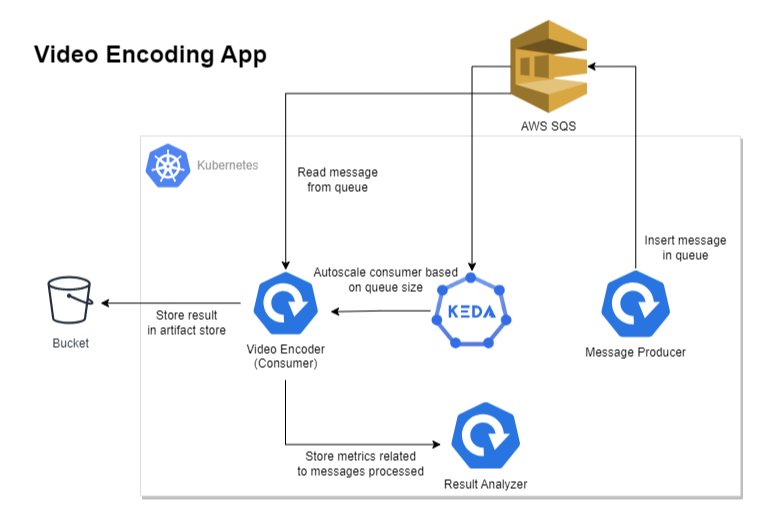 Video Encoding App
AWS SQS
Kubernetes
Read message
from queue
Insert message
in queue
Autoscale consumer based
on queue size
KEDA
Store result
in artifact store
Bucket
Video Encoder
(Consumer)
Message Producer
Store metrics related
to messages processed
Result Analyzer